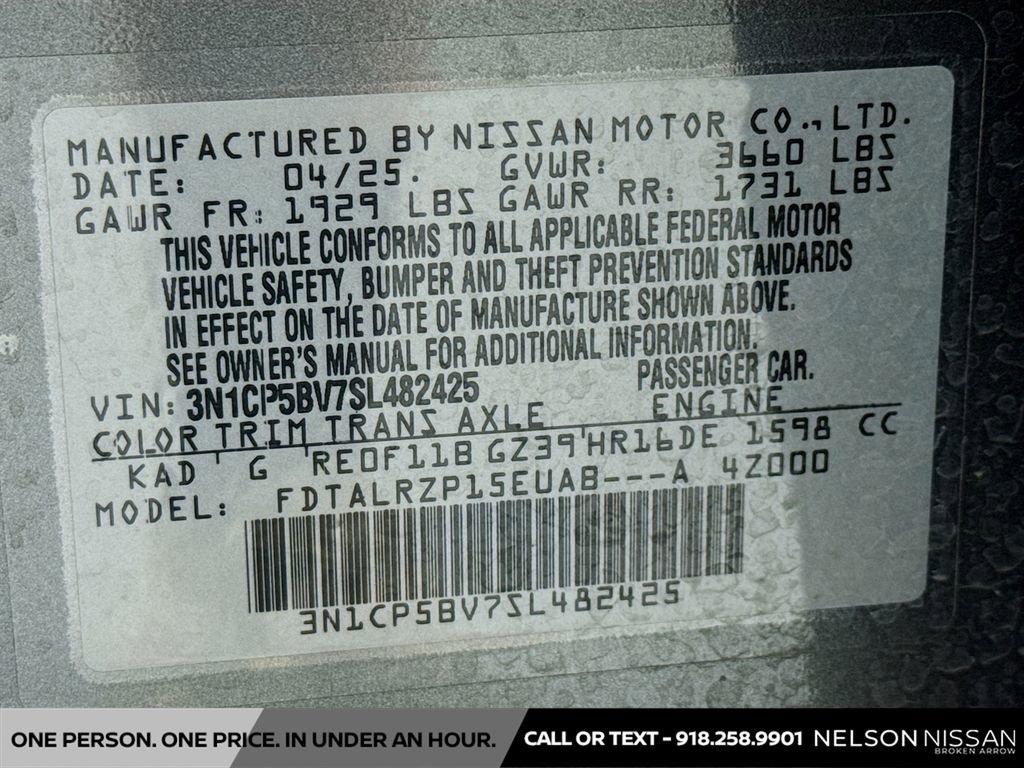 MANUFACTURED BY NISSAN MOTOR CO., LTD.
DATE: 04/25. GVWR: 3660 LBS
GAWR FR: 1929 LBS GAWR RR: 1731 LBS
THIS VEHICLE CONFORMS TO ALL APPLICABLE FEDERAL MOTOR
VEHICLE SAFETY, BUMPER AND THEFT PREVENTION STANDARDS
IN EFFECT ON THE DATE OF MANUFACTURE SHOWN ABOVE.
SEE OWNER'S MANUAL FOR ADDITIONAL INFORMATION.
VIN: 3N1CP5BV7SL482425 PASSENGER CAR.
COLOR TRIM TRANS AXLE ENGINE
KAD G RE0F11B GZ39 HR16DE 1598 CC
MODEL: FDTALRZP15EUAB---A 42000
3N1CP5BV7SL482425
ONE PERSON. ONE PRICE. IN UNDER AN HOUR. CALL OR TEXT - 918.258.9901 NELSON NISSAN
BROKEN ARROW